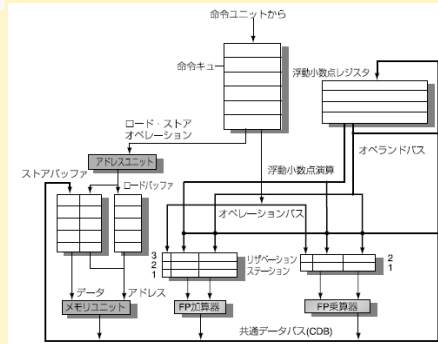 命令ユニットから
命令キュー
浮動小数点レジスタ
ロード・ストア
オペレーション
オペランドバス
アドレスユニット
ストアバッファ
ロードバッファ
浮動小数点演算
オペレーションバス
3
2
1
リザベーション
ステーション
2
1
データ
アドレス
メモリユニット
FP加算器
FP乗算器
共通データバス(CDB)